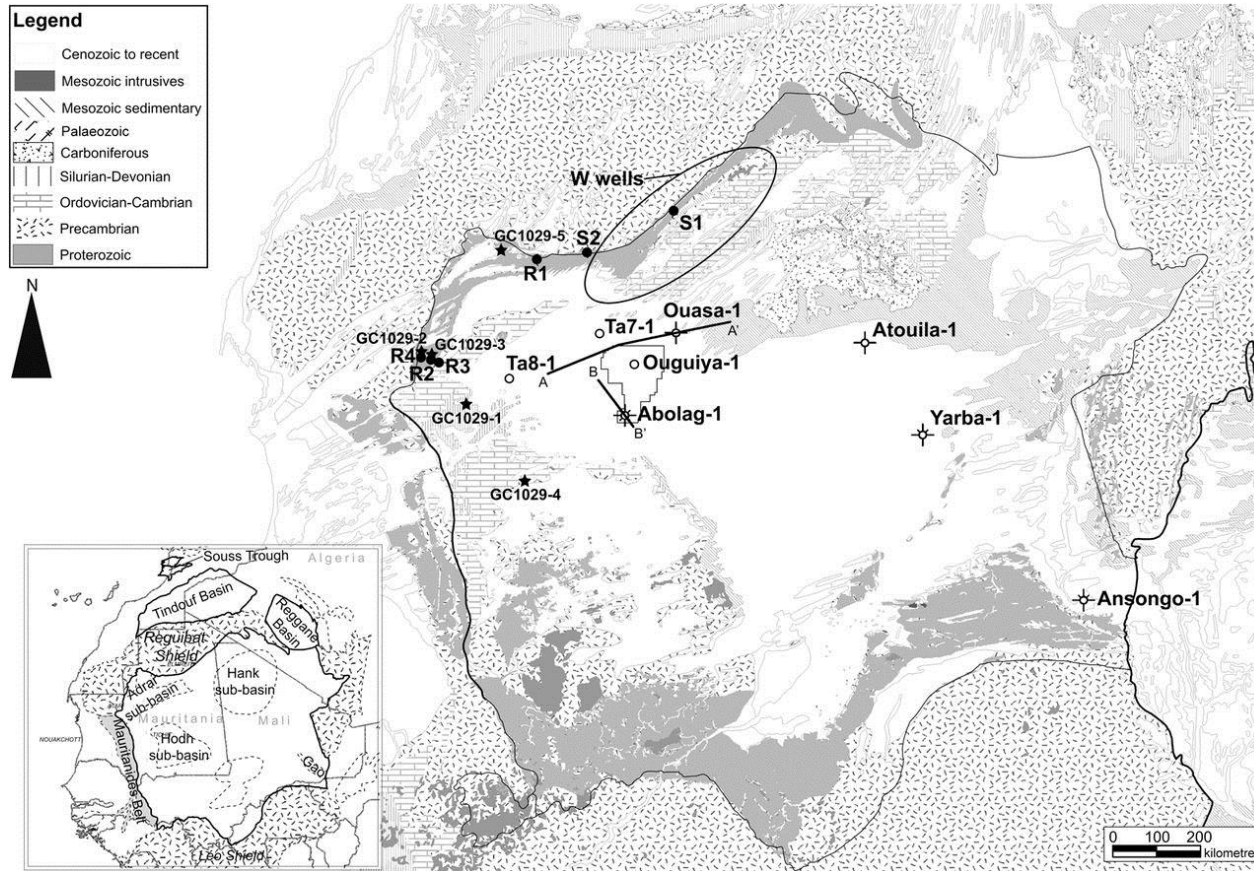 Legend
Cenozoic to recent
Mesozoic intrusives
Mesozoic sedimentary
Palaeozoic
Carboniferous
Silurian-Devonian
Ordovician-Cambrian
Precambrian
Proterozoic
N
W wells
S1
GC1029-5
S2
R1
Ouasa-1
Ta7-1
A'
Atouila-1
GC1029-2
GC1029-3
R4
R3
R2
Ta8-1
A
B
Ouguiya-1
GC1029-1
Abolag-1
B'
Yarba-1
GC1029-4
Ansongo-1
Souss Trough
Algeria
Tindouf Basin
Reggane
Basin
Reguibat
Shield
Hank
sub-basin
Adrar
sub-basin
Mauritania
Mali
NOUAKCHOTT
Hodh
sub-basin
Mauritanides Belt
Gao
Leo Shield
0 100 200
kilometre